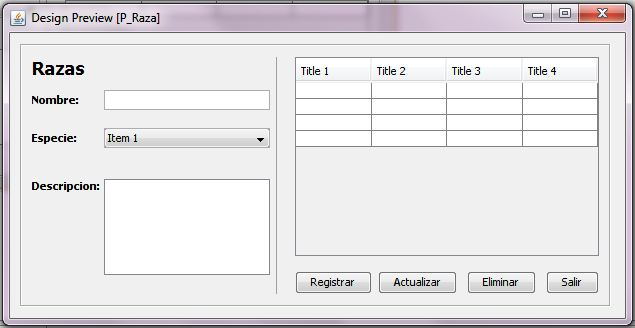 Design Preview [P_Raza]
Razas
Nombre:
Especie:
Item 1
Descripcion:
Title 1 Title 2 Title 3 Title 4
Registrar Actualizar Eliminar Salir